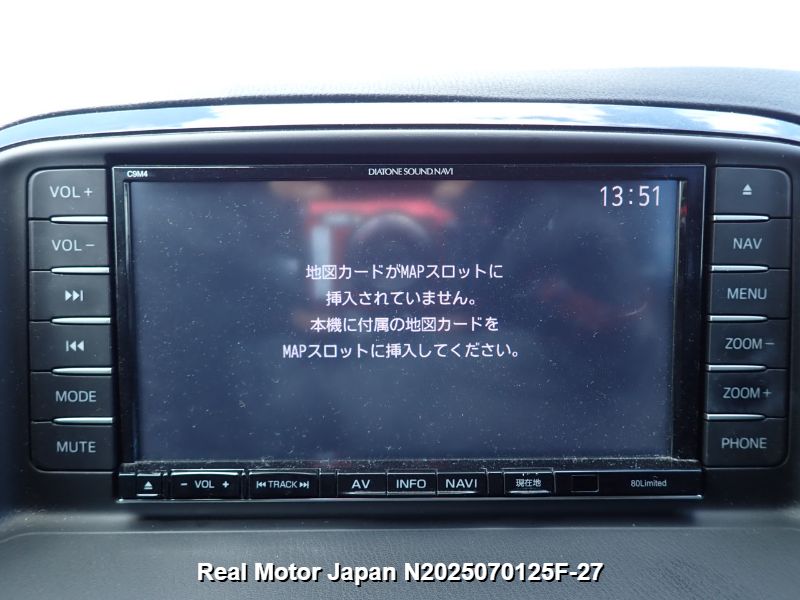 C9M4
DIATONE SOUND.NAVI
13:51
VOL +
VOL −
MODE
MUTE
地図カードがMAPスロットに
挿入されていません。
本機に付属の地図カードを
MAPスロットに挿入してください。
NAV
MENU
ZOOM −
ZOOM +
PHONE
− VOL +
TRACK
AV
INFO
NAVI
現在地
80Limited
Real Motor Japan N2025070125F-27